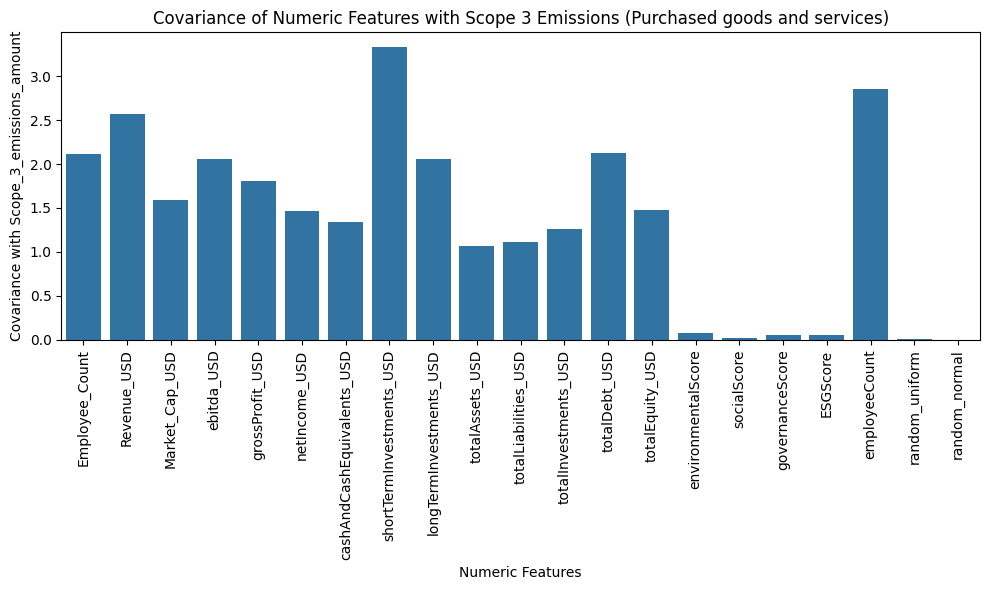 Covariance of Numeric Features with Scope 3 Emissions (Purchased goods and services)
Covariance with Scope_3_emissions_amount
3.0
2.5
2.0
1.5
1.0
0.5
0.0
Employee_Count
Revenue_USD
Market_Cap_USD
ebitda_USD
grossProfit_USD
netIncome_USD
cashAndCashEquivalents_USD
shortTermInvestments_USD
longTermInvestments_USD
totalAssets_USD
totalLiabilities_USD
totalInvestments_USD
totalDebt_USD
totalEquity_USD
environmentalScore
socialScore
governanceScore
ESGScore
employeeCount
random_uniform
random_normal
Numeric Features